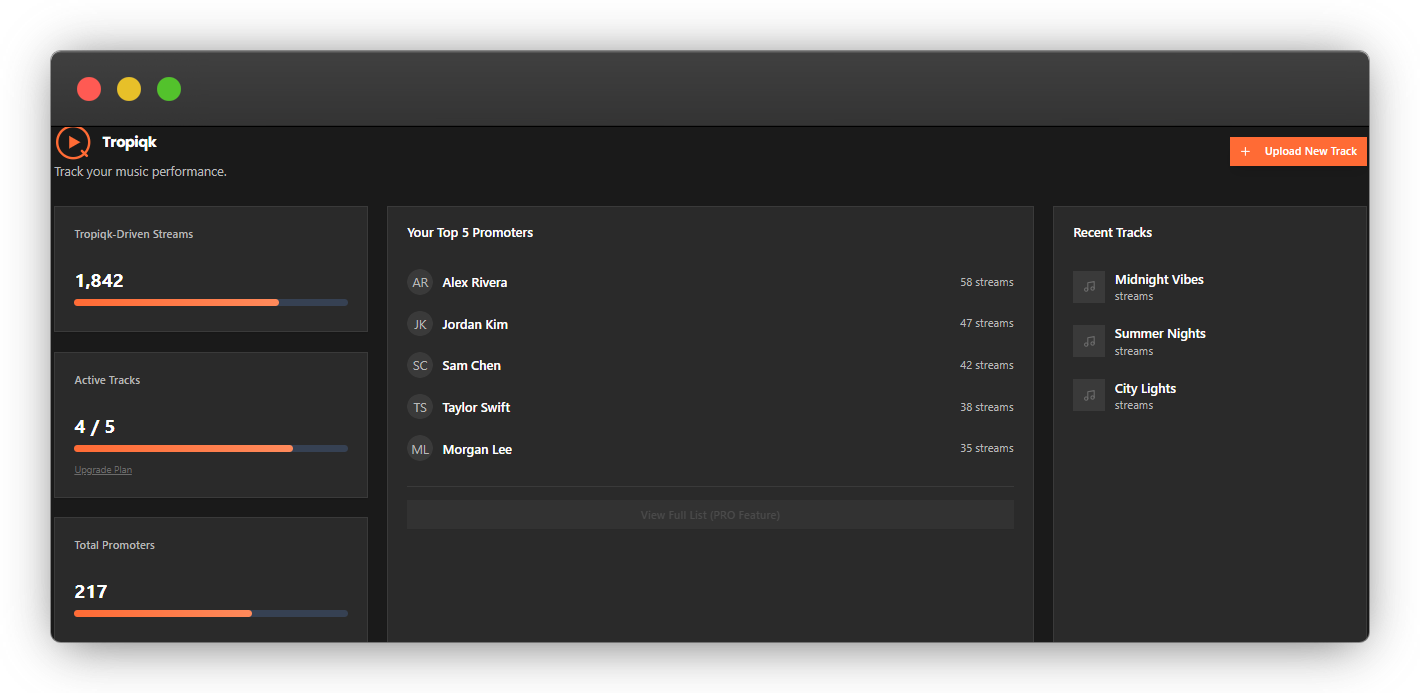 Tropiqk
Track your music performance.
+ Upload New Track
Tropiqk-Driven Streams
1,842
Active Tracks
4 / 5
Upgrade Plan
Total Promoters
217
Your Top 5 Promoters
AR Alex Rivera 58 streams
JK Jordan Kim 47 streams
SC Sam Chen 42 streams
TS Taylor Swift 38 streams
ML Morgan Lee 35 streams
View Full List (PRO Feature)
Recent Tracks
Midnight Vibes
streams
Summer Nights
streams
City Lights
streams